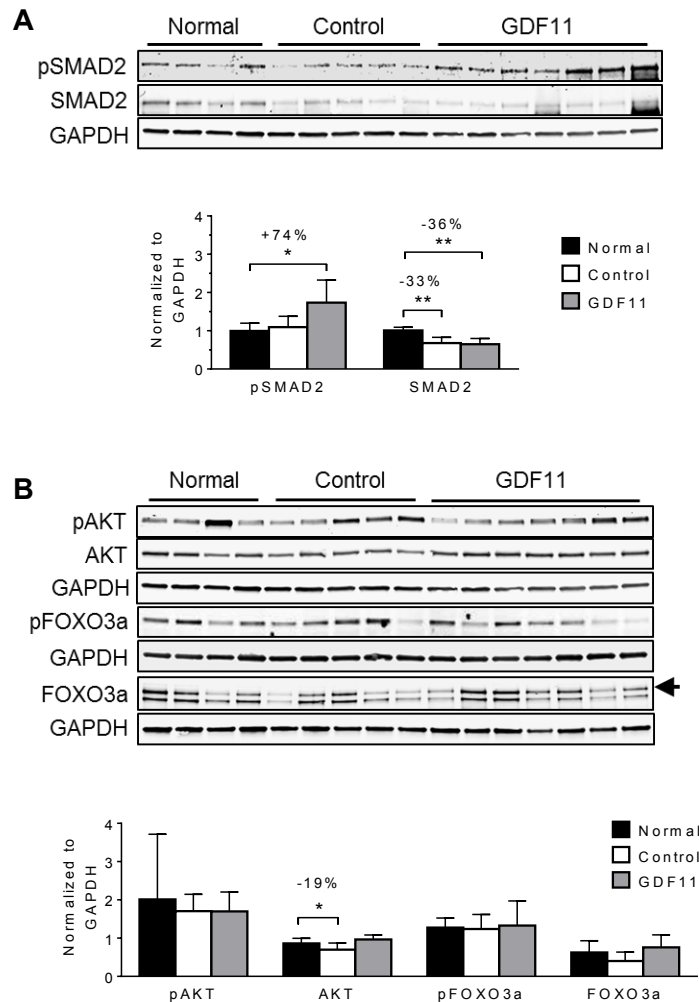 A
Normal Control GDF11
pSMAD2
SMAD2
GAPDH
Normalized to
GAPDH
4
3
2
1
0
+74%
*
-36%
**
-33%
**
pSMAD2 SMAD2
Normal
Control
GDF11
B
Normal Control GDF11
pAKT
AKT
GAPDH
pFOXO3a
GAPDH
FOXO3a
GAPDH
Normalized to
GAPDH
4
3
2
1
0
-19%
*
pAKT AKT pFOXO3a FOXO3a
Normal
Control
GDF11